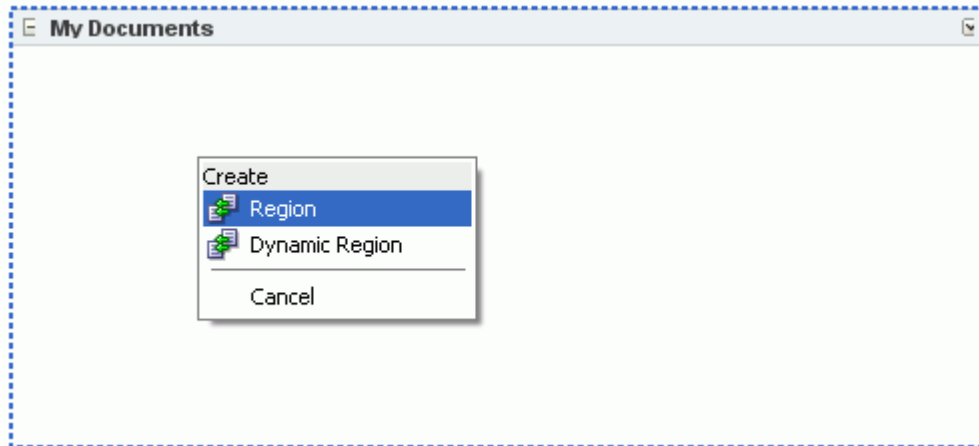 My Documents
Create
Region
Dynamic Region
Cancel